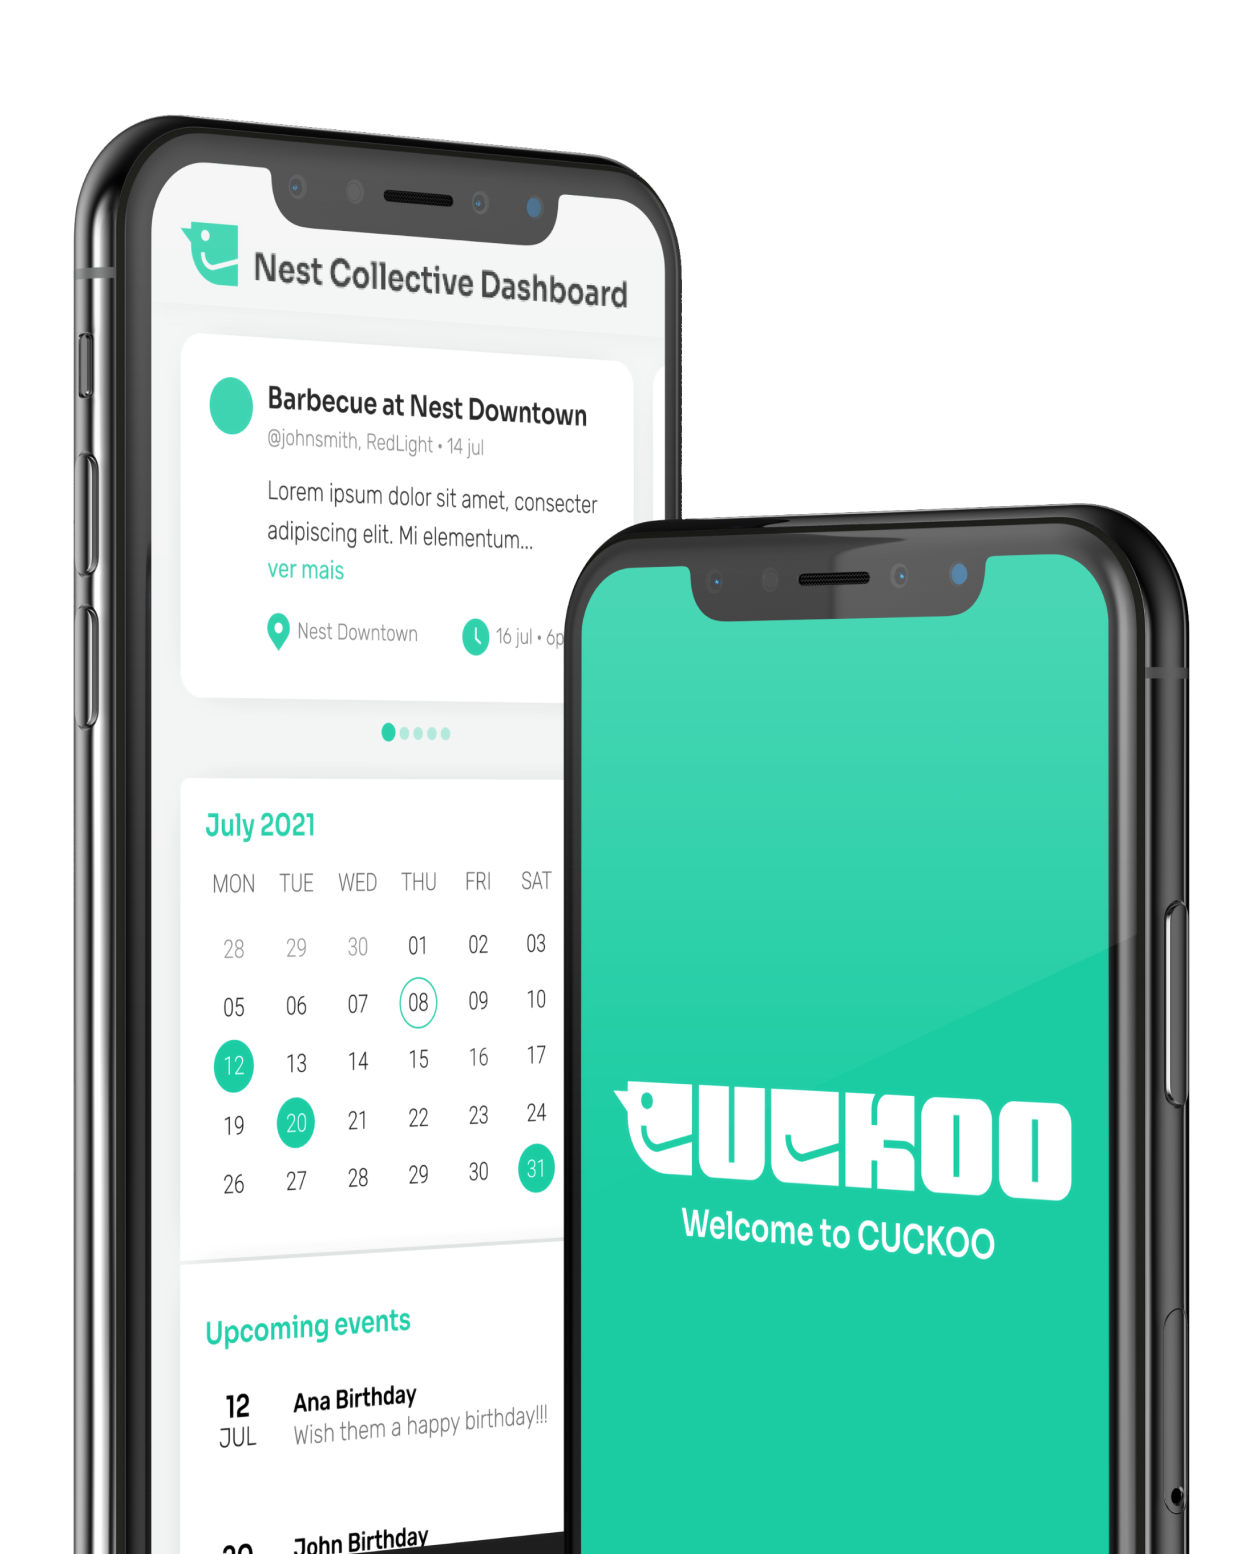 Nest Collective Dashboard
Barbecue at Nest Downtown
@johnsmith, RedLight • 14 jul
Lorem ipsum dolor sit amet, consecter
adipiscing elit. Mi elementum...
ver mais
Nest Downtown
16 jul • 6p
July 2021
MON TUE WED THU FRI SAT
28 29 30 01 02 03
05 06 07 08 09 10
12 13 14 15 16 17
19 20 21 22 23 24
26 27 28 29 30 31
Upcoming events
12 Ana Birthday
JUL Wish them a happy birthday!!!
20 John Birthday
CUCKOO
Welcome to CUCKOO